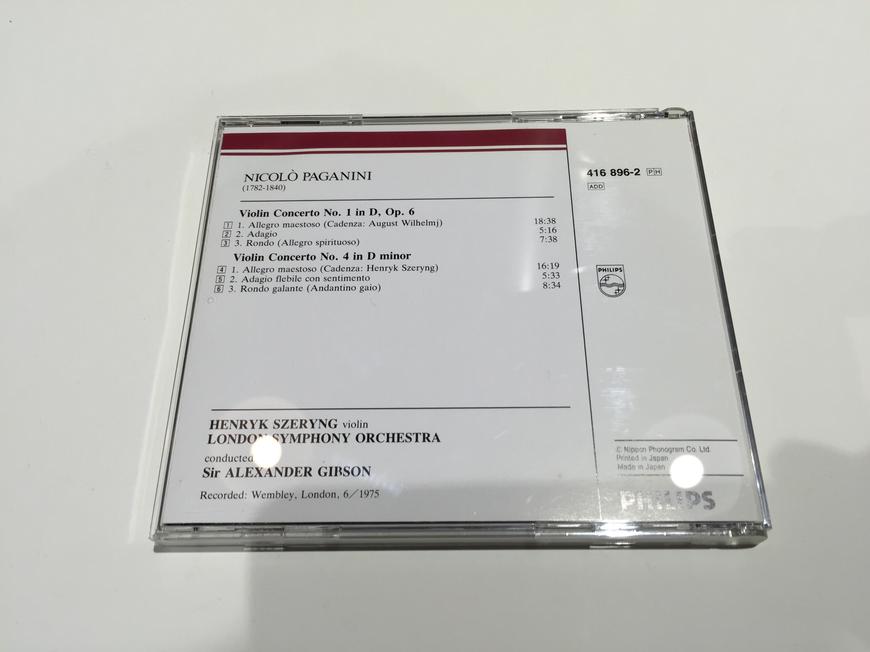 NICOLÒ PAGANINI
(1782-1840)
Violin Concerto No. 1 in D, Op. 6
1 1. Allegro maestoso (Cadenza: August Wilhelmj) 18:38
2 2. Adagio 5:16
3 3. Rondo (Allegro spirituoso) 7:38
Violin Concerto No. 4 in D minor
4 1. Allegro maestoso (Cadenza: Henryk Szeryng) 16:19
5 2. Adagio flebile con sentimento 5:33
6 3. Rondo galante (Andantino gaio) 8:34
HENRYK SZERYNG violin
LONDON SYMPHONY ORCHESTRA
conducted
Sir ALEXANDER GIBSON
Recorded: Wembley, London, 6/1975
416 896-2 PH
ADD
PHILIPS
© Nippon Phonogram Co. Ltd.
Printed in Japan
Made in Japan
PHILIPS